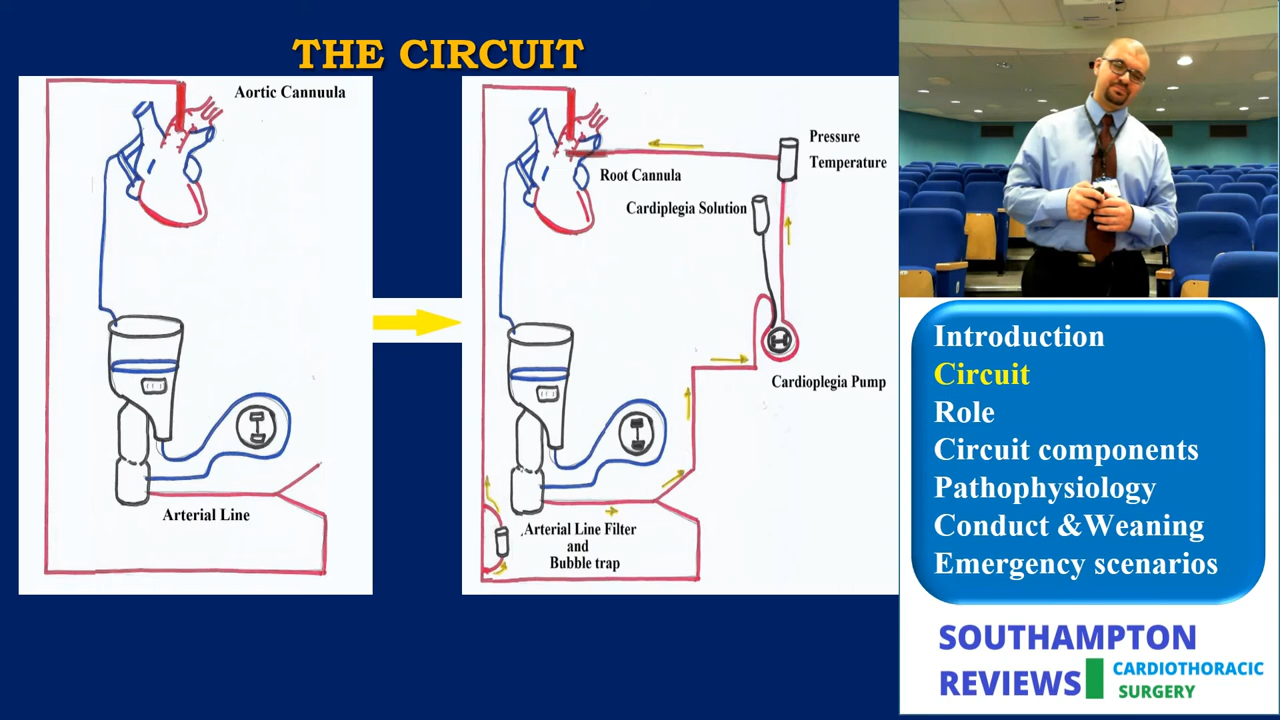 THE CIRCUIT
Aortic Cannuula
Arterial Line
Pressure
Temperature
Root Cannula
Cardiplegia Solution
Cardioplegia Pump
Arterial Line Filter
and
Bubble trap
Introduction
Circuit
Role
Circuit components
Pathophysiology
Conduct &Weaning
Emergency scenarios
SOUTHAMPTON
REVIEWS
CARDIOTHORACIC
SURGERY